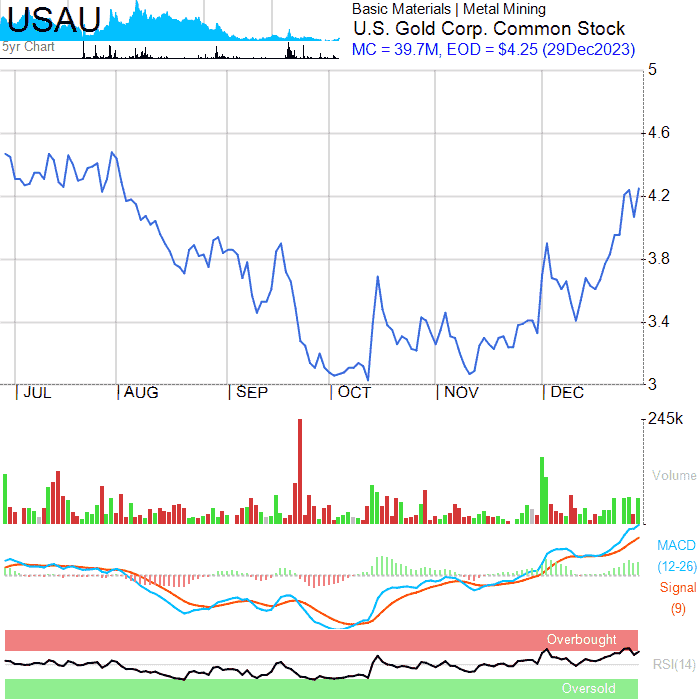 USAU
5yr Chart
Basic Materials | Metal Mining
U.S. Gold Corp. Common Stock
MC = 39.7M, EOD = $4.25 (29Dec2023)
5
4.6
4.2
3.8
3.4
3
JUL AUG SEP OCT NOV DEC
245k
Volume
MACD
(12-26)
Signal
(9)
Overbought
RSI(14)
Oversold